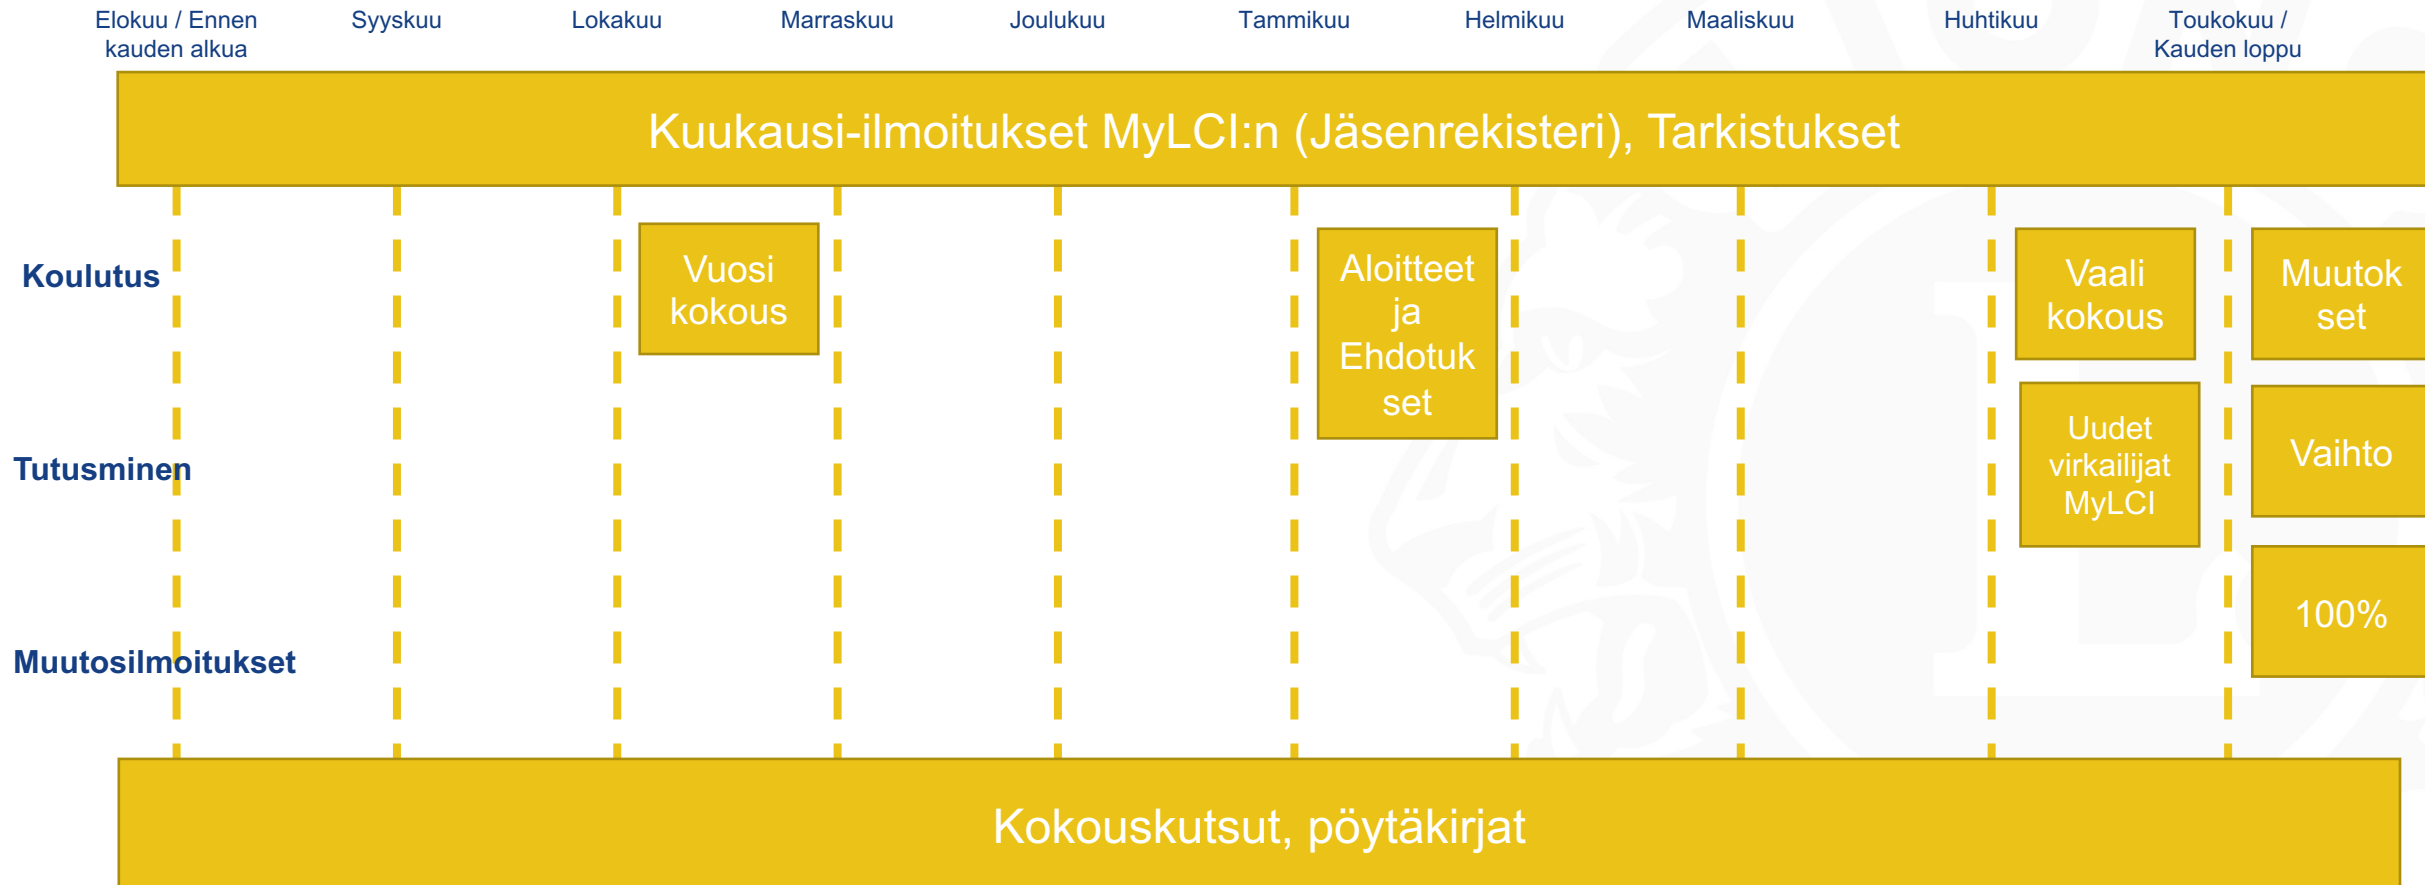 Elokuu / Ennen
kauden alkua
Syyskuu
Lokakuu
Marraskuu
Joulukuu
Tammikuu
Helmikuu
Maaliskuu
Huhtikuu
Toukokuu /
Kauden loppu
Kuukausi-ilmoitukset MyLCI:n (Jäsenrekisteri), Tarkistukset
Koulutus
Vuosi
kokous
Aloitteet
ja
Ehdotuk
set
Vaali
kokous
Muutok
set
Tutusminen
Uudet
virkailijat
MyLCI
Vaihto
100%
Muutosilmoitukset
Kokouskutsut, pöytäkirjat